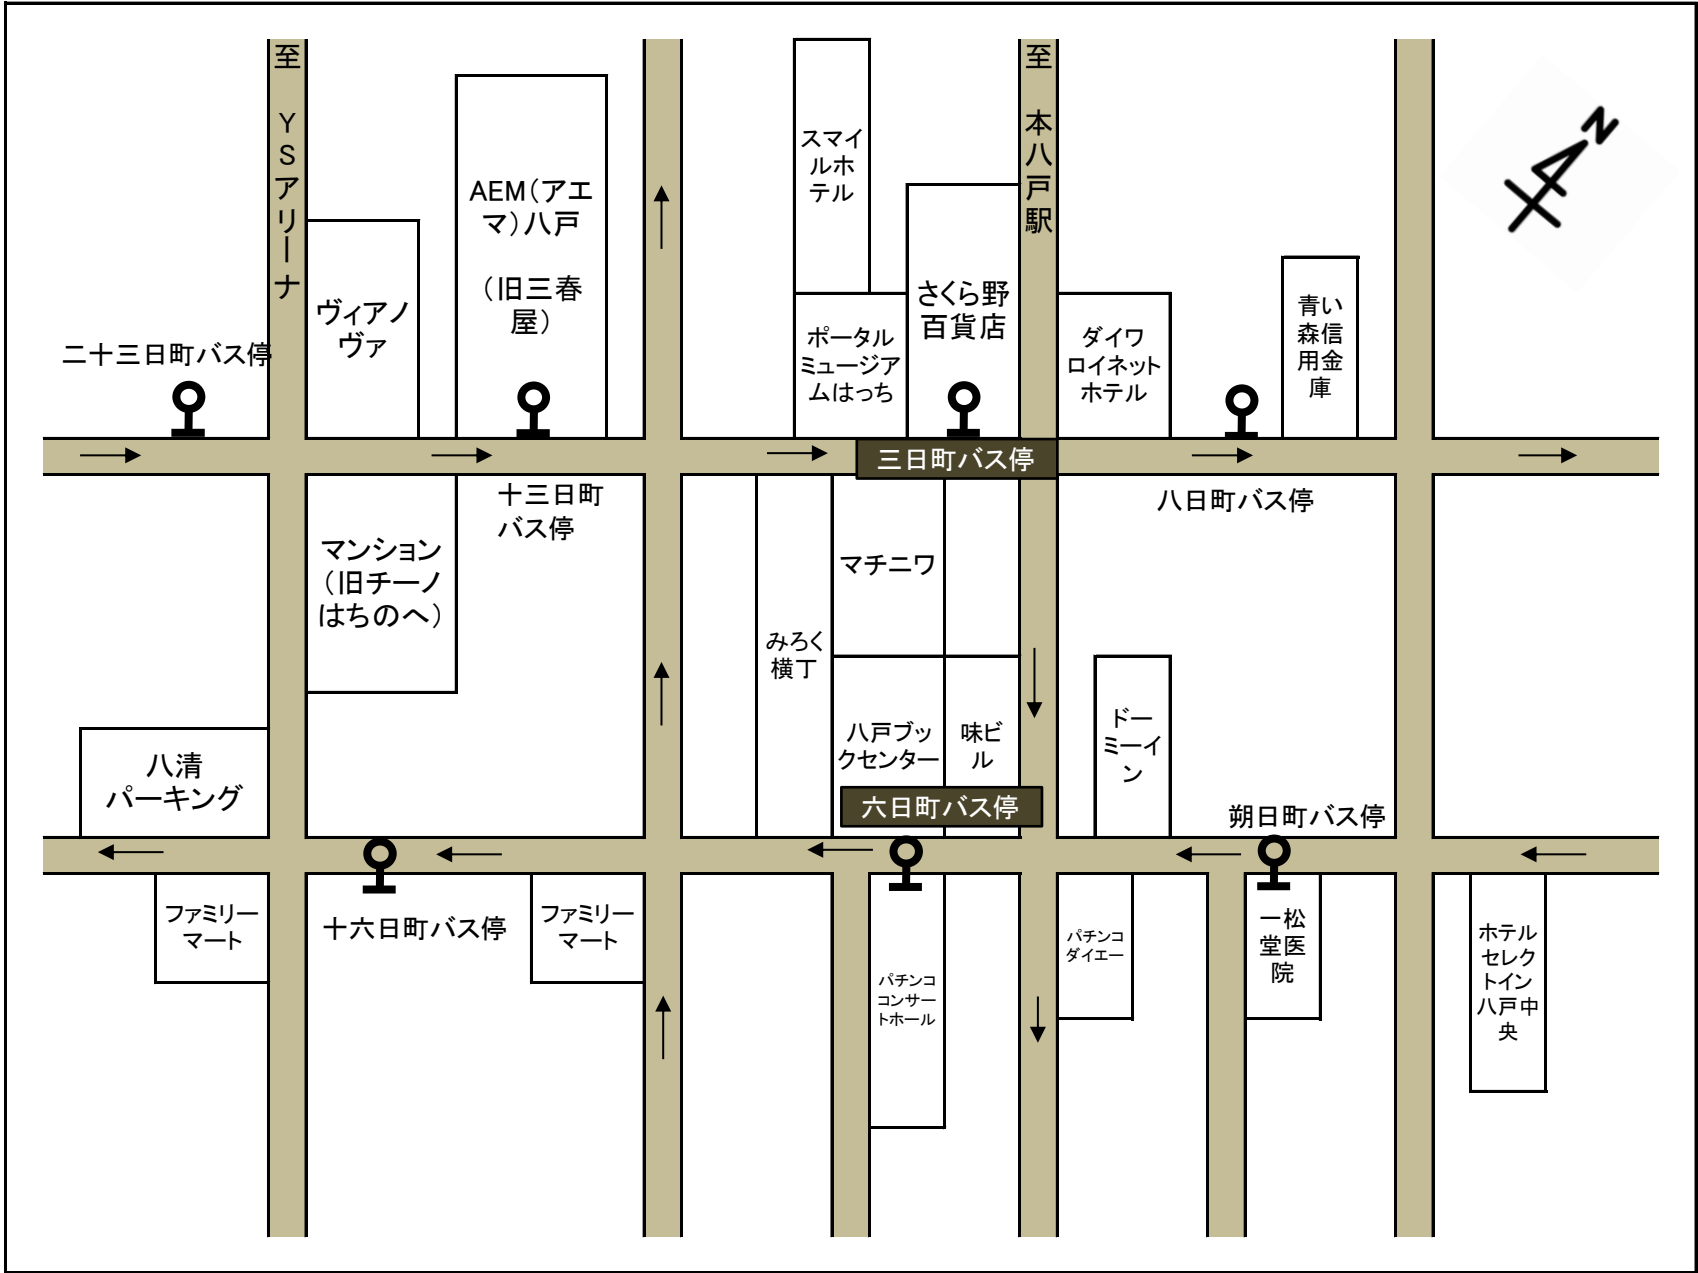 至 YSアリーナ
至 本八戸駅
N
スマイ
ルホ
テル
AEM（アエ
マ）八戸
（旧三春
屋）
ヴィアノ
ヴァ
さくら野
百貨店
ポータル
ミュージア
ムはっち
ダイワ
ロイネット
ホテル
青い
森信
用金
庫
二十三日町バス停
三日町バス停
十三日町
バス停
八日町バス停
マンション
（旧チーノ
はちのへ）
マチニワ
みろく
横丁
八戸ブッ
クセンター
味ビ
ル
ドー
ミーイ
ン
八清
パーキング
六日町バス停
朔日町バス停
ファミリー
マート
十六日町バス停
ファミリー
マート
パチンコ
コンサー
トホール
パチンコ
ダイエー
一松
堂医
院
ホテル
セレク
トイン
八戸中
央